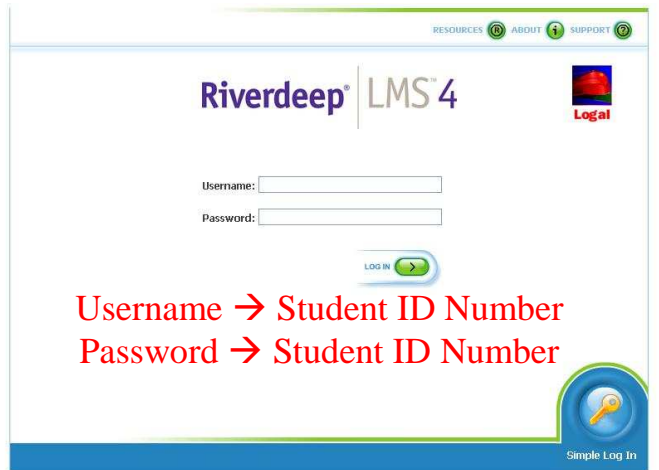 RESOURCES ABOUT SUPPORT
Riverdeep® LMS™ 4
Logal
Username:
Password:
LOG IN
Username → Student ID Number
Password → Student ID Number
Simple Log In